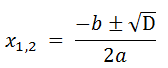 x₁,₂ = (−b ± √D) / 2a